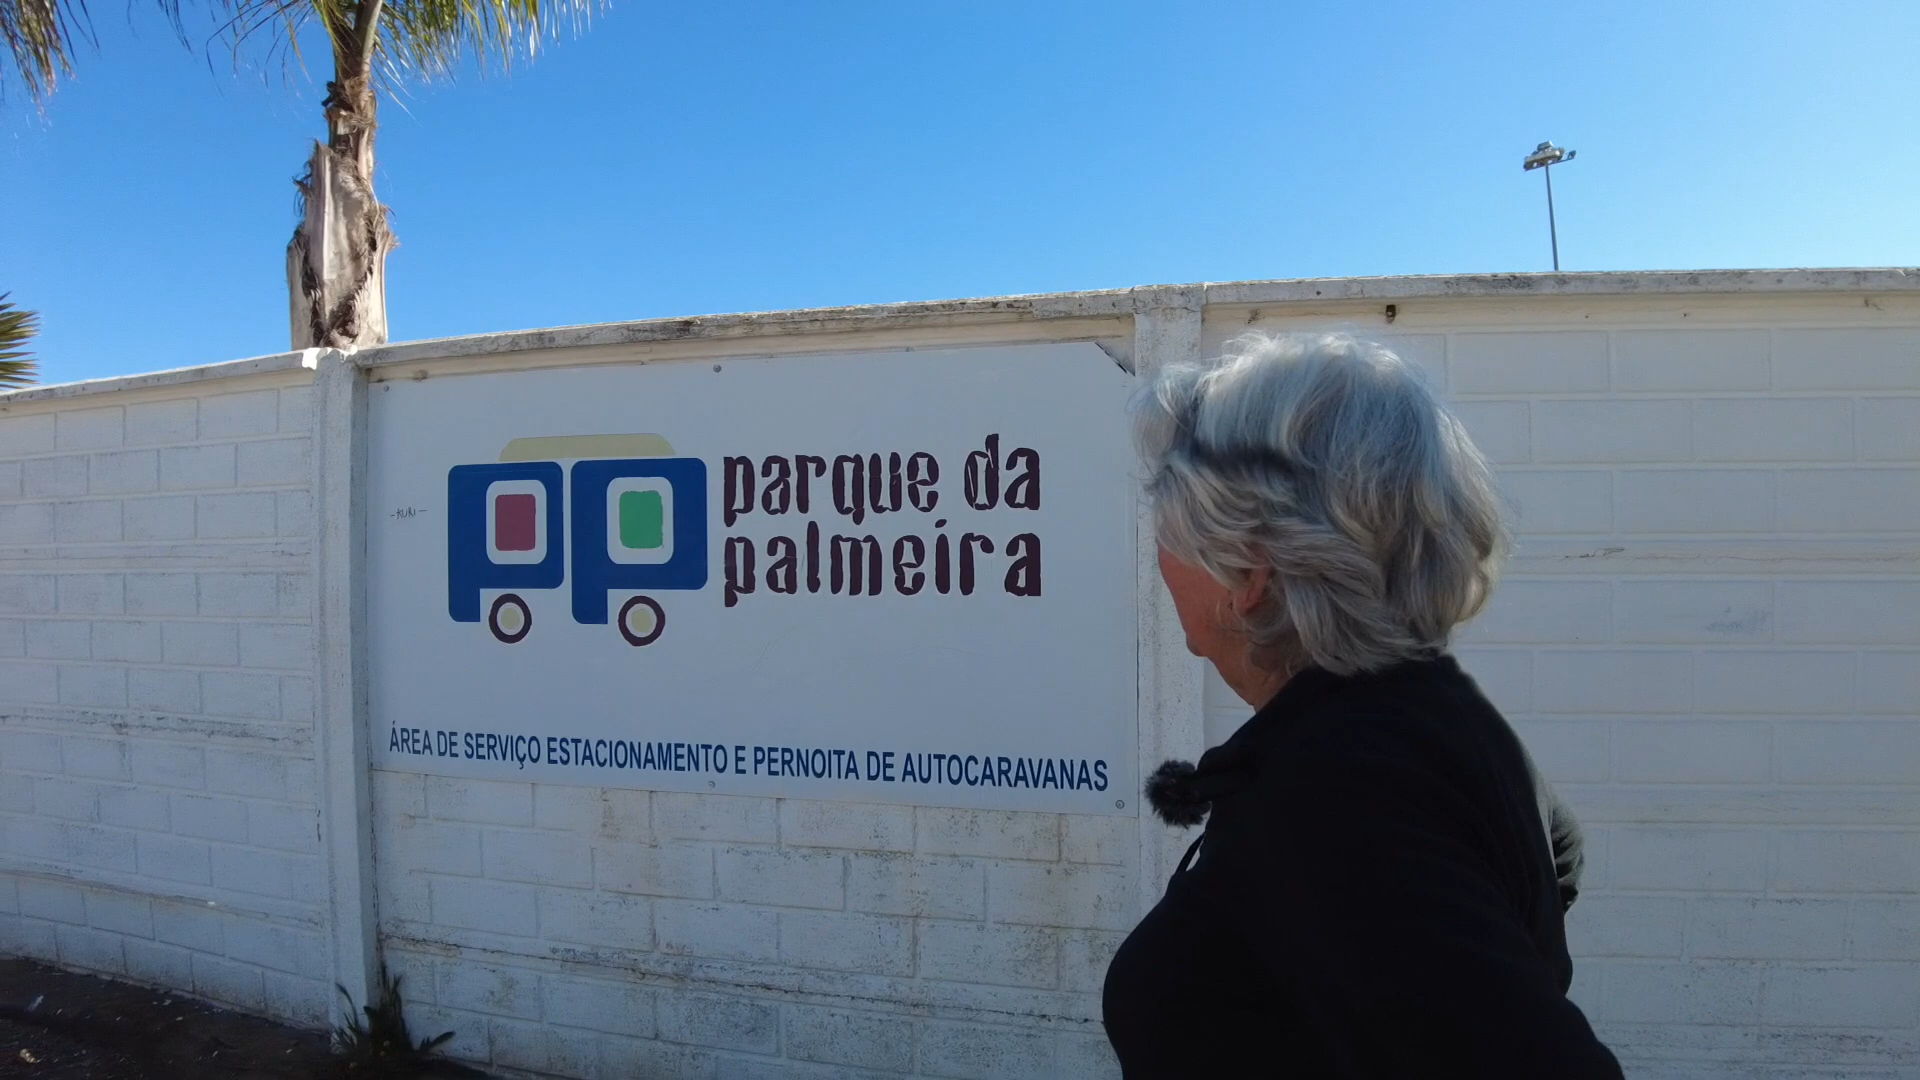 parque da
palmeira
ÁREA DE SERVIÇO ESTACIONAMENTO E PERNOITA DE AUTOCARAVANAS